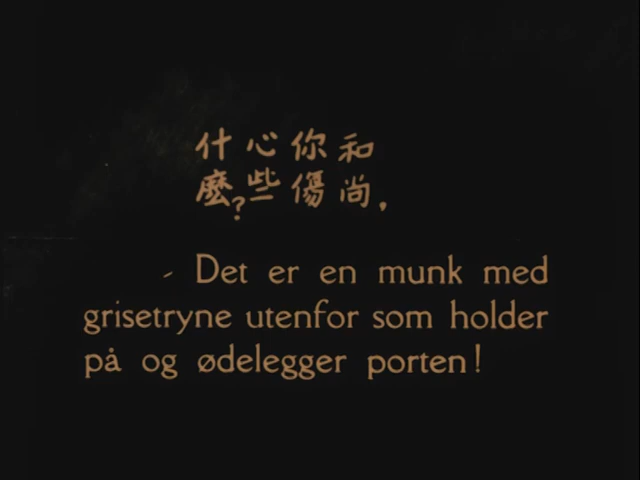 和尚，
你傷
心些
什麼？
- Det er en munk med
grisetryne utenfor som holder
på og ødelegger porten!